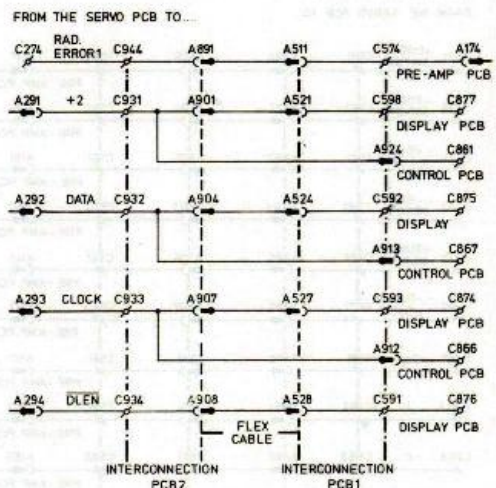 FROM THE SERVO PCB TO....
C274 RAD. ERROR1 C944 A891 A511 C574 A174
PRE-AMP PCB
A291 +2 C931 A901 A521 C598 C877
DISPLAY PCB
A924 C861
CONTROL PCB
A292 DATA C932 A904 A524 C592 C875
DISPLAY
A913 C867
CONTROL PCB
A293 CLOCK C933 A907 A527 C593 C874
DISPLAY PCB
A912 C866
CONTROL PCB
A294 DLEN C934 A908 A528 C591 C876
DISPLAY PCB
FLEX
CABLE
INTERCONNECTION INTERCONNECTION
PCB2 PCB1